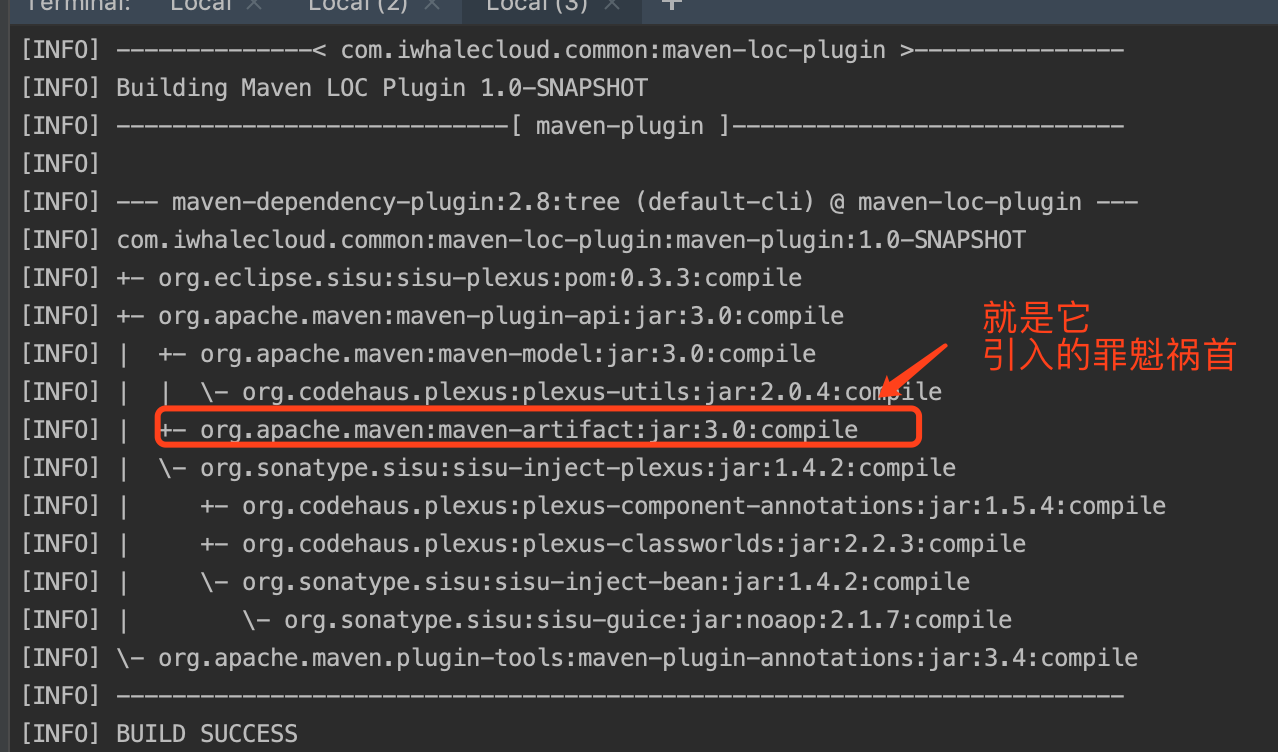 Terminal: Local × Local (2) × Local (3) × +
[INFO] --------------< com.iwhalecloud.common:maven-loc-plugin >---------------
[INFO] Building Maven LOC Plugin 1.0-SNAPSHOT
[INFO] ----------------------------[ maven-plugin ]----------------------------
[INFO]
[INFO] --- maven-dependency-plugin:2.8:tree (default-cli) @ maven-loc-plugin ---
[INFO] com.iwhalecloud.common:maven-loc-plugin:maven-plugin:1.0-SNAPSHOT
[INFO] +- org.eclipse.sisu:sisu-plexus:pom:0.3.3:compile
[INFO] +- org.apache.maven:maven-plugin-api:jar:3.0:compile
就是它
引入的罪魁祸首
[INFO] |  +- org.apache.maven:maven-model:jar:3.0:compile
[INFO] |  |  \- org.codehaus.plexus:plexus-utils:jar:2.0.4:compile
[INFO] |  +- org.apache.maven:maven-artifact:jar:3.0:compile
[INFO] |  \- org.sonatype.sisu:sisu-inject-plexus:jar:1.4.2:compile
[INFO] |     +- org.codehaus.plexus:plexus-component-annotations:jar:1.5.4:compile
[INFO] |     +- org.codehaus.plexus:plexus-classworlds:jar:2.2.3:compile
[INFO] |     \- org.sonatype.sisu:sisu-inject-bean:jar:1.4.2:compile
[INFO] |        \- org.sonatype.sisu:sisu-guice:jar:noaop:2.1.7:compile
[INFO] \- org.apache.maven.plugin-tools:maven-plugin-annotations:jar:3.4:compile
[INFO] ------------------------------------------------------------------------
[INFO] BUILD SUCCESS